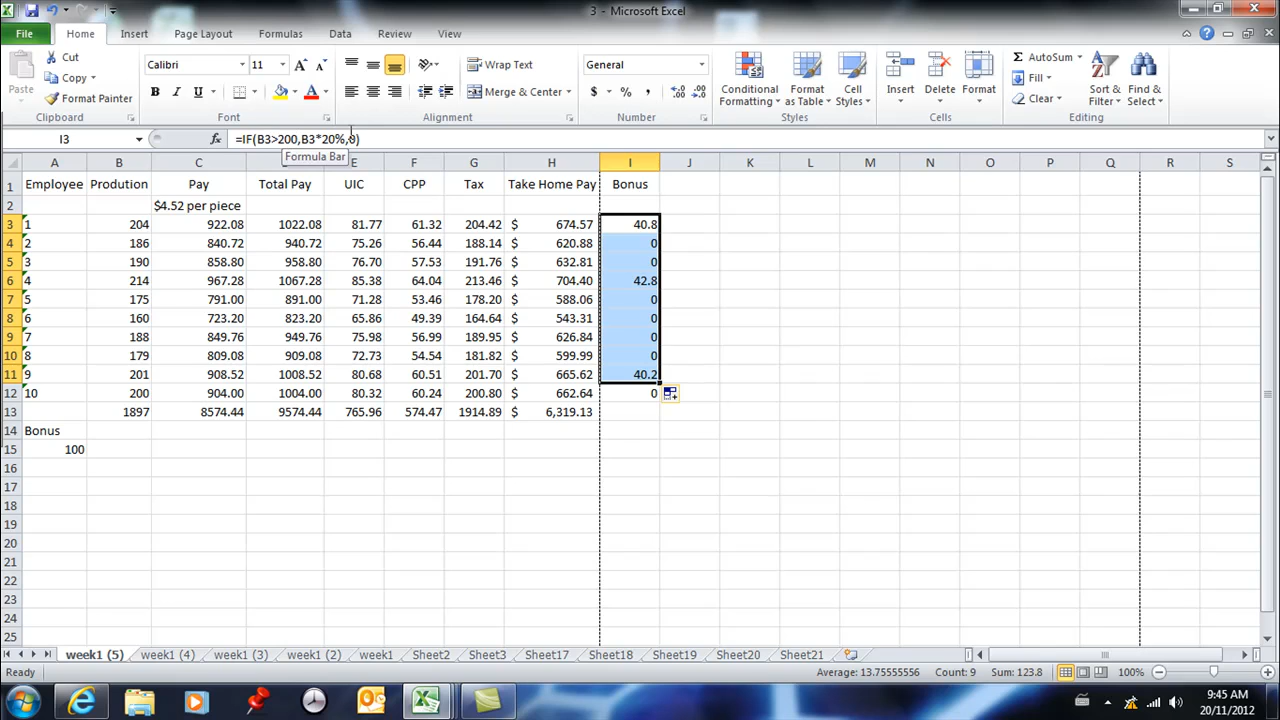 3 - Microsoft Excel
File Home Insert Page Layout Formulas Data Review View
Cut
Copy
Format Painter
Paste
Clipboard
Calibri 11
Font
Wrap Text
Merge & Center
Alignment
General
Number
Conditional Formatting
Format as Table
Cell Styles
Styles
Insert Delete Format
Cells
AutoSum
Fill
Clear
Sort & Filter
Find & Select
Editing
I3 fx =IF(B3>200,B3*20%,0)
Formula Bar
A B C D E F G H I J K L M N O P Q R S
1 Employee Prodution Pay Total Pay UIC CPP Tax Take Home Pay Bonus
2 $4.52 per piece
3 1 204 922.08 1022.08 81.77 61.32 204.42 $ 674.57 40.8
4 2 186 840.72 940.72 75.26 56.44 188.14 $ 620.88 0
5 3 190 858.80 958.80 76.70 57.53 191.76 $ 632.81 0
6 4 214 967.28 1067.28 85.38 64.04 213.46 $ 704.40 42.8
7 5 175 791.00 891.00 71.28 53.46 178.20 $ 588.06 0
8 6 160 723.20 823.20 65.86 49.39 164.64 $ 543.31 0
9 7 188 849.76 949.76 75.98 56.99 189.95 $ 626.84 0
10 8 179 809.08 909.08 72.73 54.54 181.82 $ 599.99 0
11 9 201 908.52 1008.52 80.68 60.51 201.70 $ 665.62 40.2
12 10 200 904.00 1004.00 80.32 60.24 200.80 $ 662.64 0
13 1897 8574.44 9574.44 765.96 574.47 1914.89 $ 6,319.13
14 Bonus
15 100
16
17
18
19
20
21
22
23
24
25
week1 (5) week1 (4) week1 (3) week1 (2) week1 Sheet2 Sheet3 Sheet17 Sheet18 Sheet19 Sheet20 Sheet21
Ready Average: 13.75555556 Count: 9 Sum: 123.8 100%
9:45 AM
20/11/2012